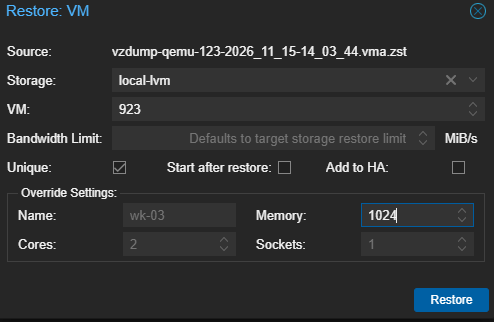 Restore: VM
Source: vzdump-qemu-123-2026_11_15-14_03_44.vma.zst
Storage: local-lvm
VM: 923
Bandwidth Limit: Defaults to target storage restore limit MiB/s
Unique: Start after restore: Add to HA:
Override Settings:
Name: wk-03 Memory: 1024
Cores: 2 Sockets: 1
Restore